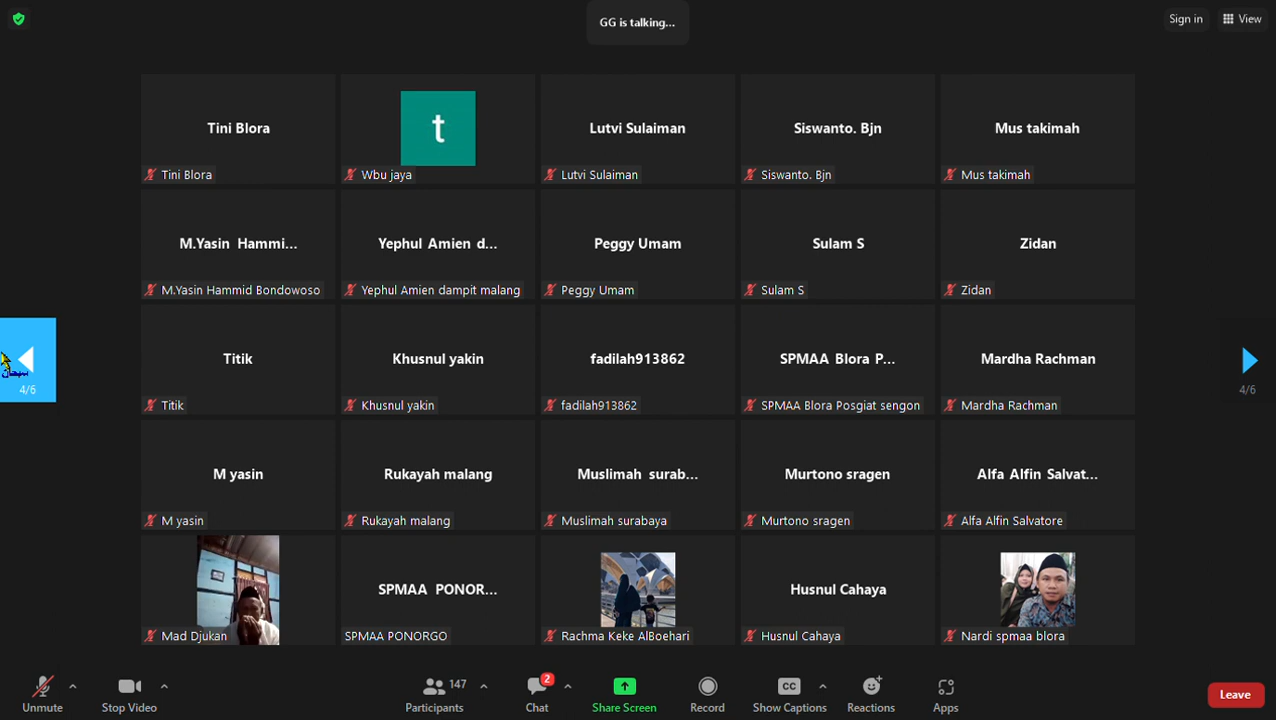 GG is talking...
Sign in
View
Tini Blora
Tini Blora
t
Wbu jaya
Lutvi Sulaiman
Lutvi Sulaiman
Siswanto. Bjn
Siswanto. Bjn
Mus takimah
Mus takimah
M.Yasin Hammi...
M.Yasin Hammid Bondowoso
Yephul Amien d...
Yephul Amien dampit malang
Peggy Umam
Peggy Umam
Sulam S
Sulam S
Zidan
Zidan
4/6
Titik
Titik
Khusnul yakin
Khusnul yakin
fadilah913862
fadilah913862
SPMAA Blora P...
SPMAA Blora Posgiat sengon
Mardha Rachman
Mardha Rachman
4/6
M yasin
M yasin
Rukayah malang
Rukayah malang
Muslimah surab...
Muslimah surabaya
Murtono sragen
Murtono sragen
Alfa Alfin Salvat...
Alfa Alfin Salvatore
Mad Djukan
SPMAA PONOR...
SPMAA PONORGO
Rachma Keke AlBoehari
Husnul Cahaya
Husnul Cahaya
Nardi spmaa blora
Unmute
Stop Video
147
Participants
2
Chat
Share Screen
Record
CC
Show Captions
Reactions
Apps
Leave